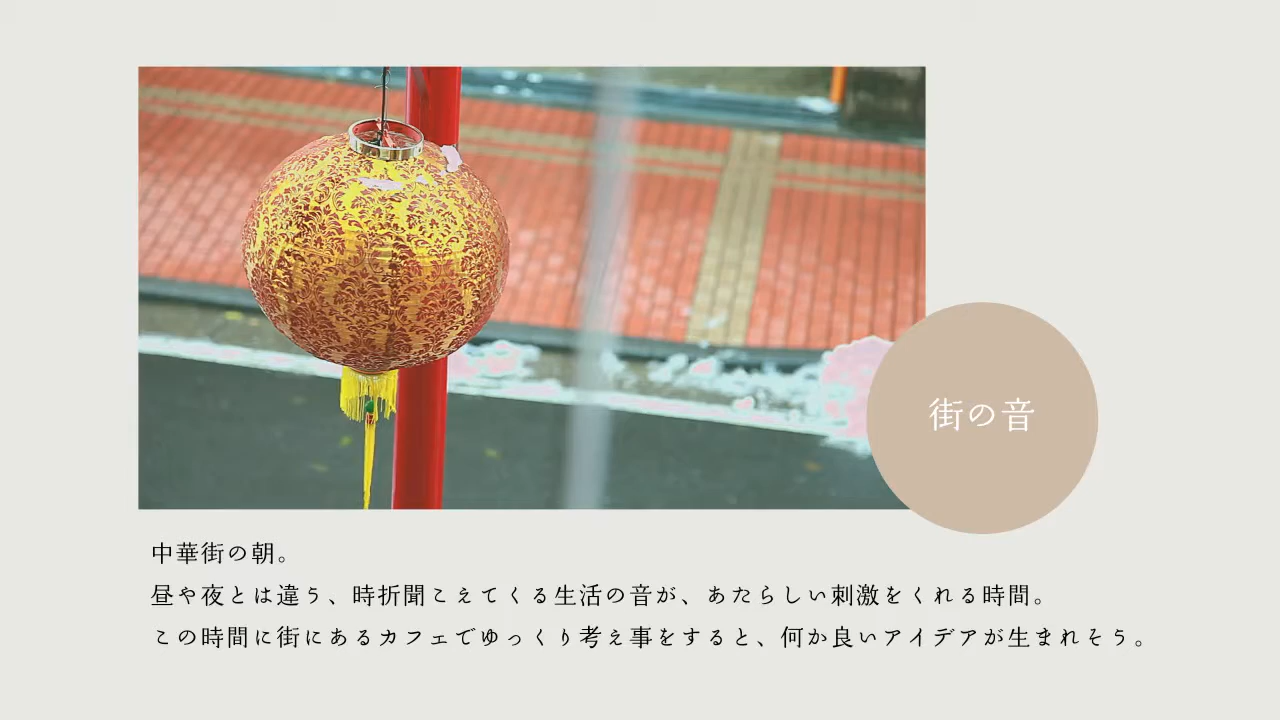 街の音
中華街の朝。
昼や夜とは違う、時折聞こえてくる生活の音が、あたらしい刺激をくれる時間。
この時間に街にあるカフェでゆっくり考え事をすると、何か良いアイデアが生まれそう。